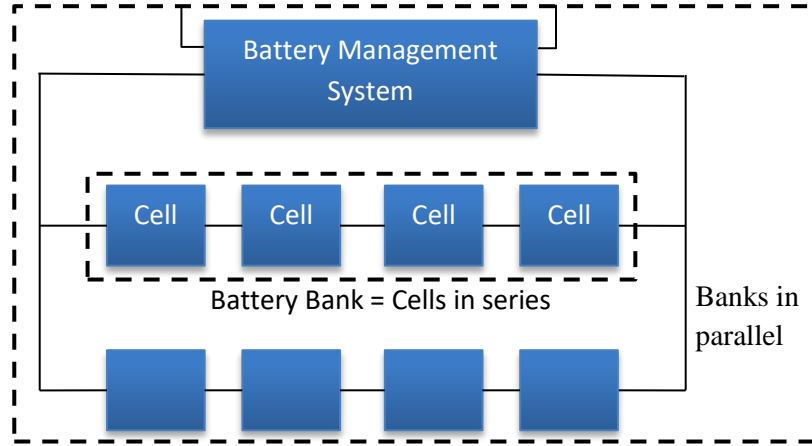 Battery Management
System
Cell
Cell
Cell
Cell
Battery Bank = Cells in series
Banks in
parallel